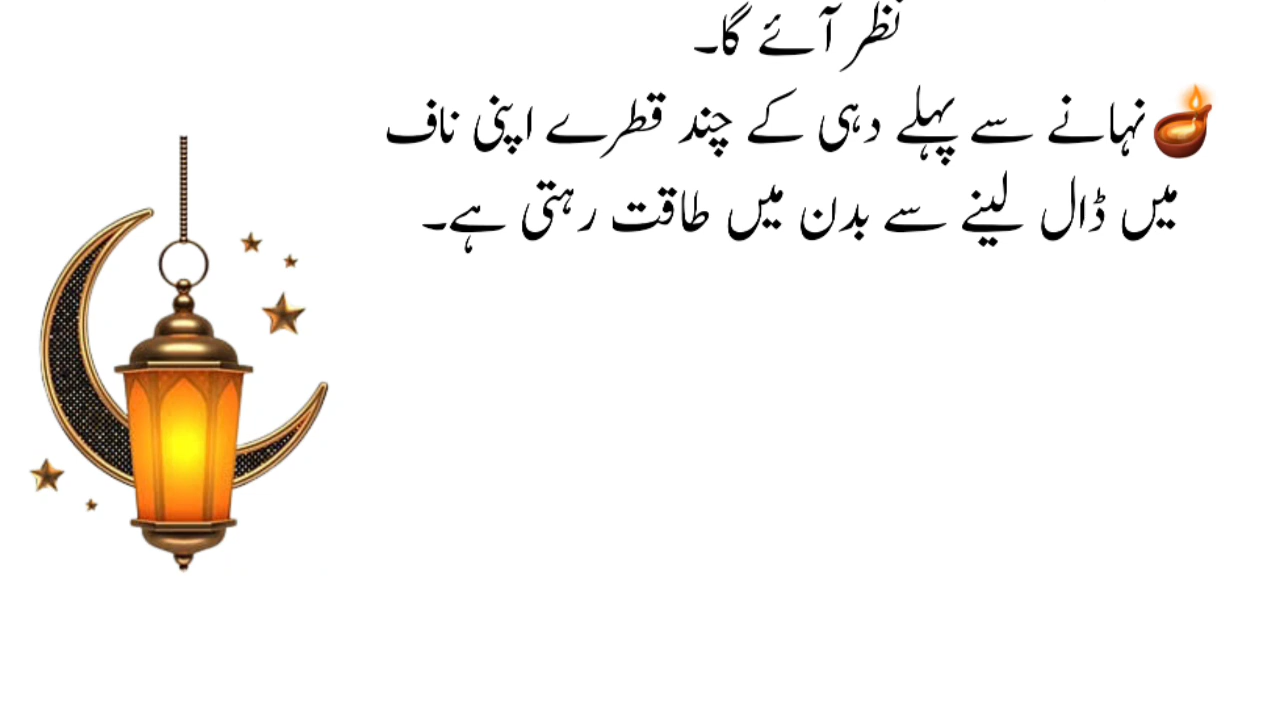 نظر آئے گا۔
🪔نہانے سے پہلے دہی کے چند قطرے اپنی ناف
میں ڈال لینے سے بدن میں طاقت رہتی ہے۔